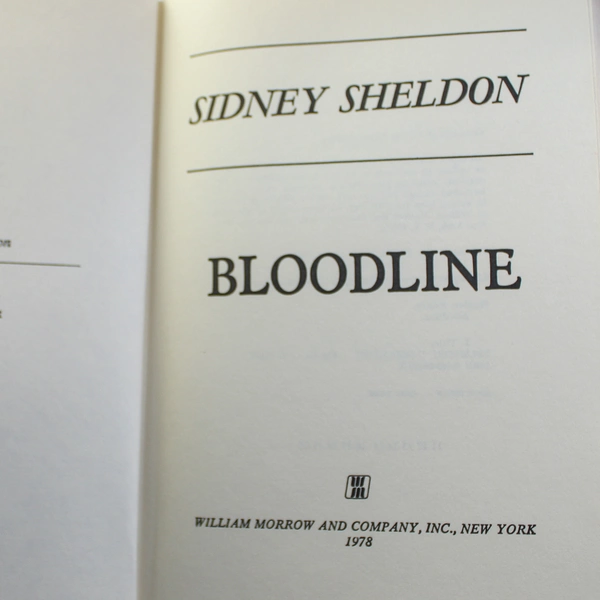 SIDNEY SHELDON
BLOODLINE
WILLIAM MORROW AND COMPANY, INC., NEW YORK
1978